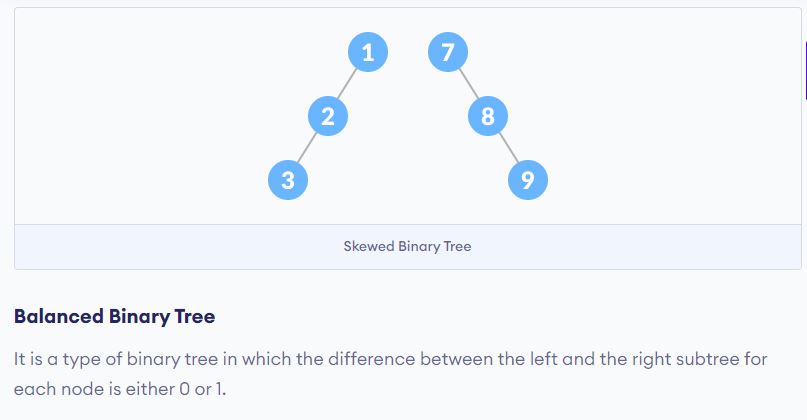 1 7
2 8
3 9
Skewed Binary Tree
Balanced Binary Tree
It is a type of binary tree in which the difference between the left and the right subtree for
each node is either 0 or 1.